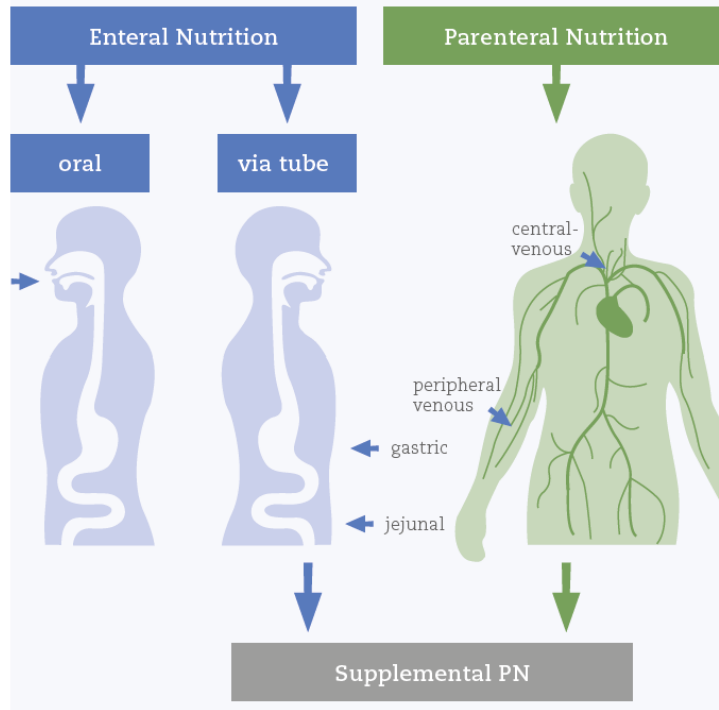 Enteral Nutrition
Parenteral Nutrition
oral
via tube
central-
venous
peripheral
venous
gastric
jejunal
Supplemental PN